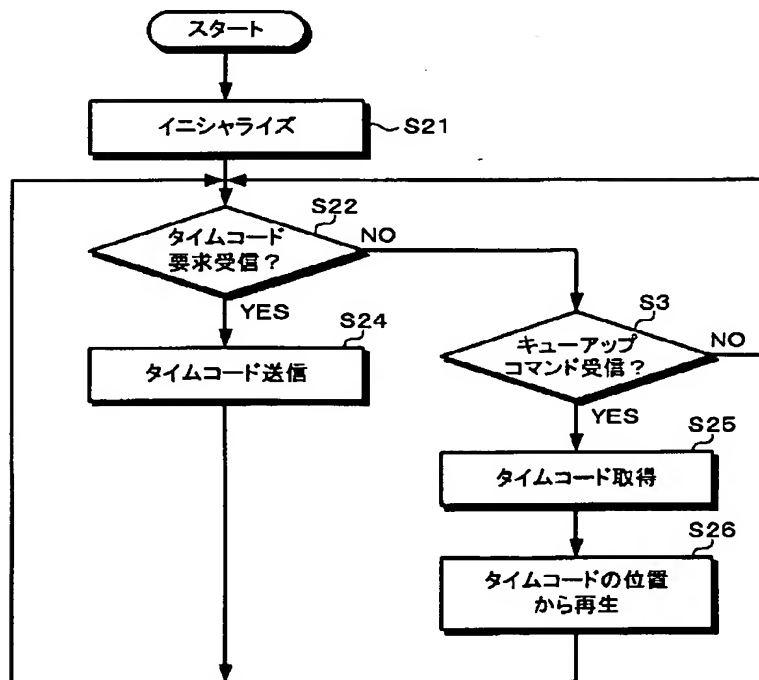 スタート
イニシャライズ
S21
S22
タイムコード
要求受信？
NO
YES
S24
タイムコード送信
S3
キューアップ
コマンド受信？
NO
YES
S25
タイムコード取得
S26
タイムコードの位置
から再生